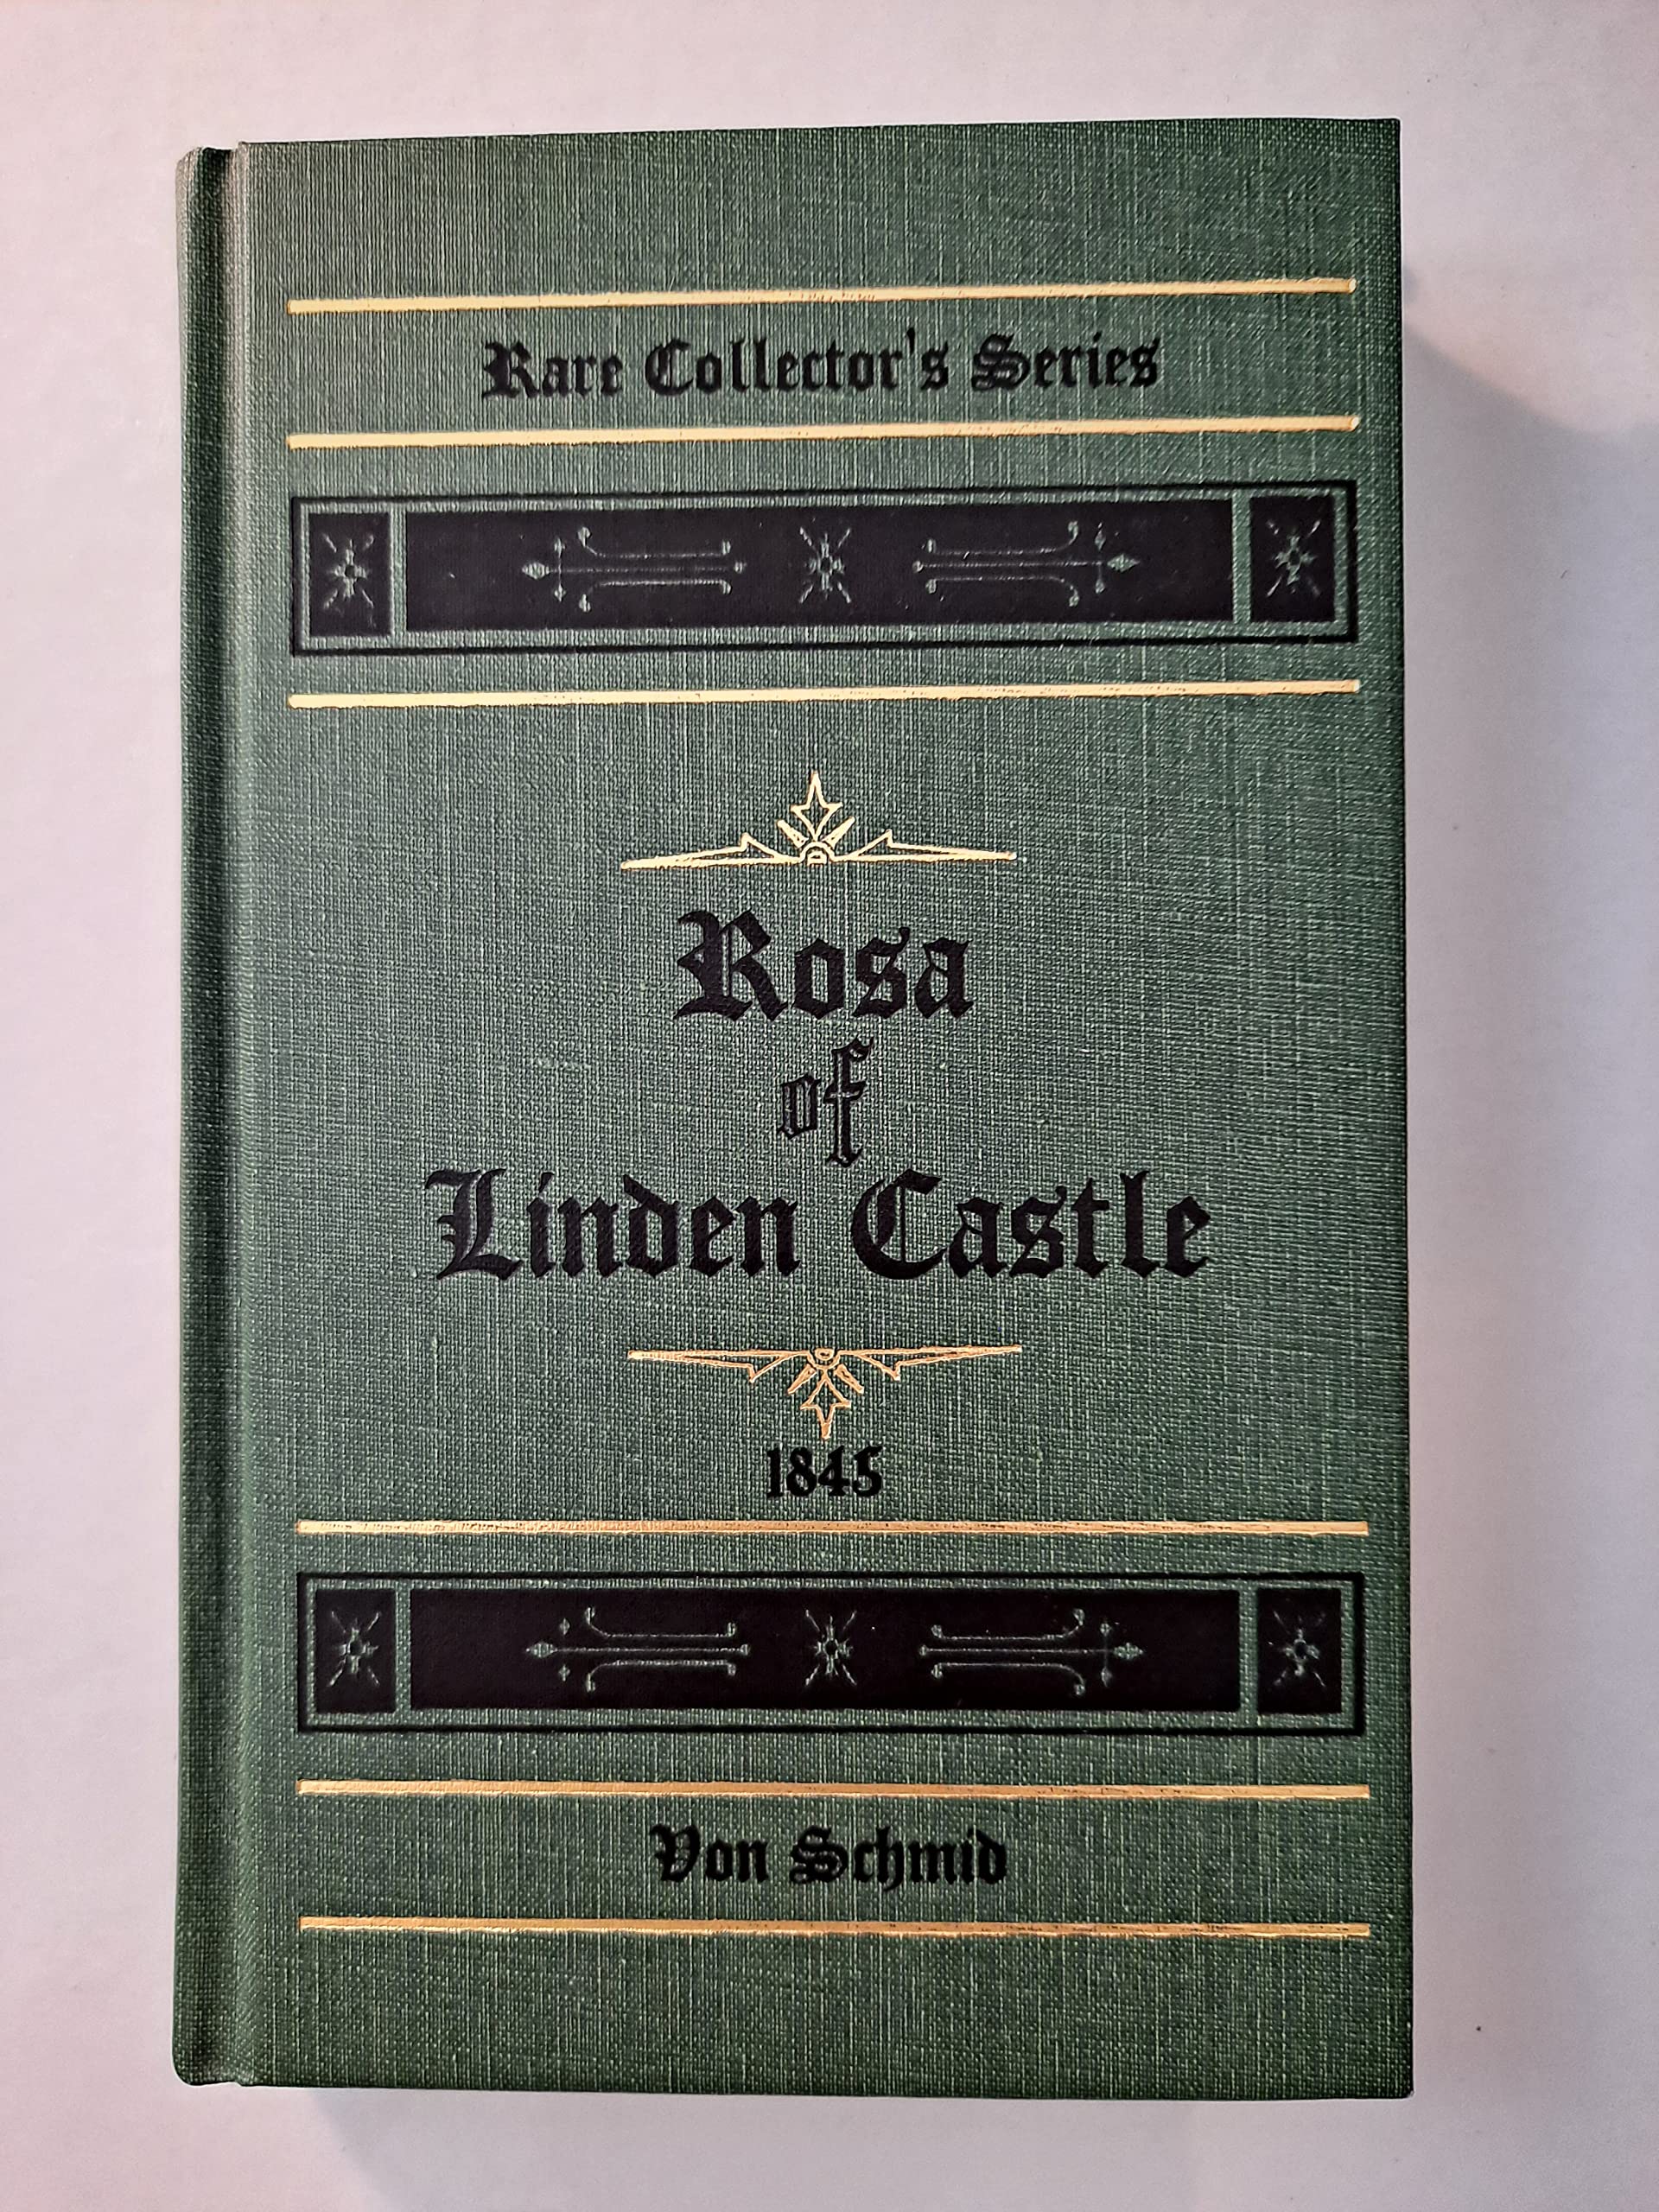 Rare Collector's Series
Rosa
of
Linden Castle
1845
Von Schmid